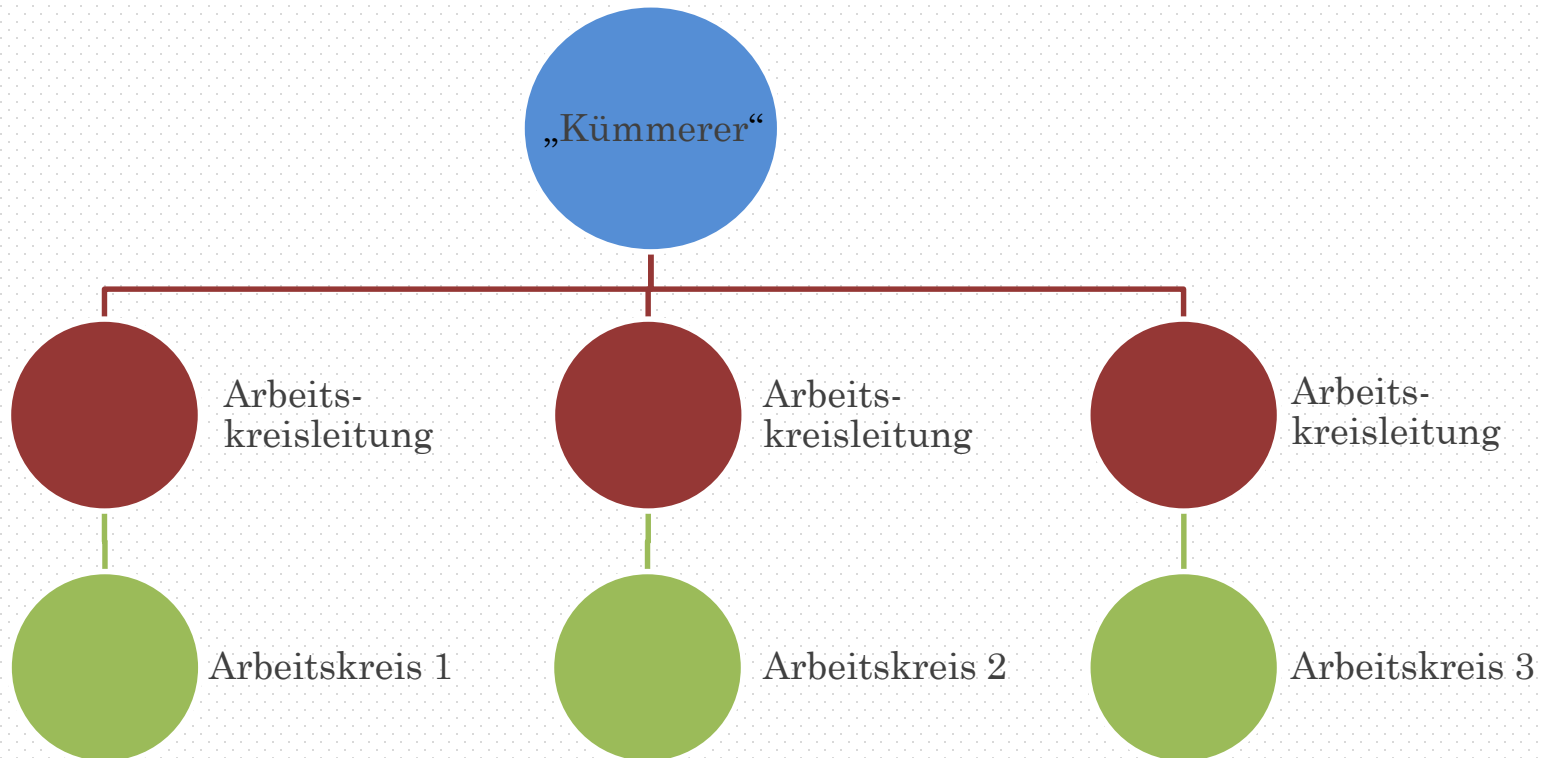 „Kümmerer“
Arbeits-
kreisleitung
Arbeits-
kreisleitung
Arbeits-
kreisleitung
Arbeitskreis 1
Arbeitskreis 2
Arbeitskreis 3